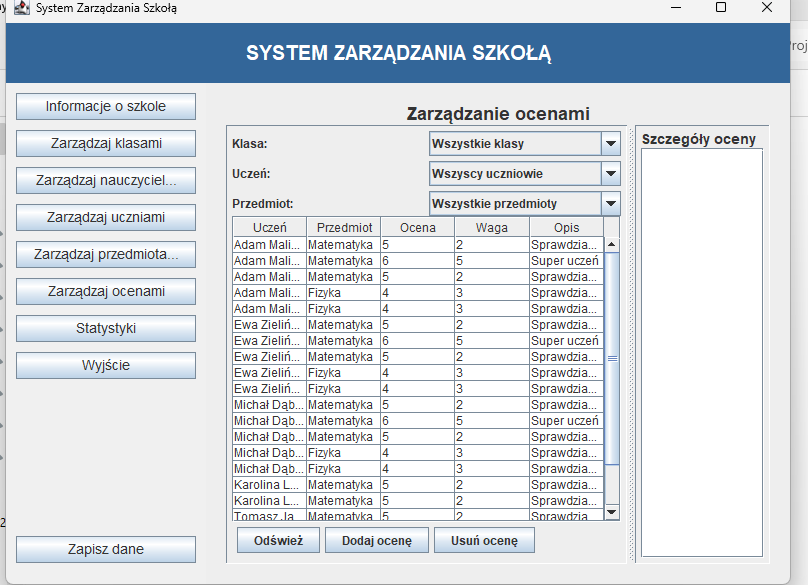 System Zarządzania Szkołą
SYSTEM ZARZĄDZANIA SZKOŁĄ
Informacje o szkole
Zarządzaj klasami
Zarządzaj nauczyciel...
Zarządzaj uczniami
Zarządzaj przedmiota...
Zarządzaj ocenami
Statystyki
Wyjście
Zapisz dane
Zarządzanie ocenami
Klasa: Wszystkie klasy
Uczeń: Wszyscy uczniowie
Przedmiot: Wszystkie przedmioty
Uczeń Przedmiot Ocena Waga Opis
Adam Mali... Matematyka 5 2 Sprawdzia...
Adam Mali... Matematyka 6 5 Super uczeń
Adam Mali... Matematyka 5 2 Sprawdzia...
Adam Mali... Fizyka 4 3 Sprawdzia...
Adam Mali... Fizyka 4 3 Sprawdzia...
Ewa Zieliń... Matematyka 5 2 Sprawdzia...
Ewa Zieliń... Matematyka 6 5 Super uczeń
Ewa Zieliń... Matematyka 5 2 Sprawdzia...
Ewa Zieliń... Fizyka 4 3 Sprawdzia...
Ewa Zieliń... Fizyka 4 3 Sprawdzia...
Michał Dąb... Matematyka 5 2 Sprawdzia...
Michał Dąb... Matematyka 6 5 Super uczeń
Michał Dąb... Matematyka 5 2 Sprawdzia...
Michał Dąb... Fizyka 4 3 Sprawdzia...
Michał Dąb... Fizyka 4 3 Sprawdzia...
Karolina L... Matematyka 5 2 Sprawdzia...
Karolina L... Matematyka 5 2 Sprawdzia...
Tomasz Ja... Matematyka 5 2 Sprawdzia...
Odśwież Dodaj ocenę Usuń ocenę
Szczegóły oceny